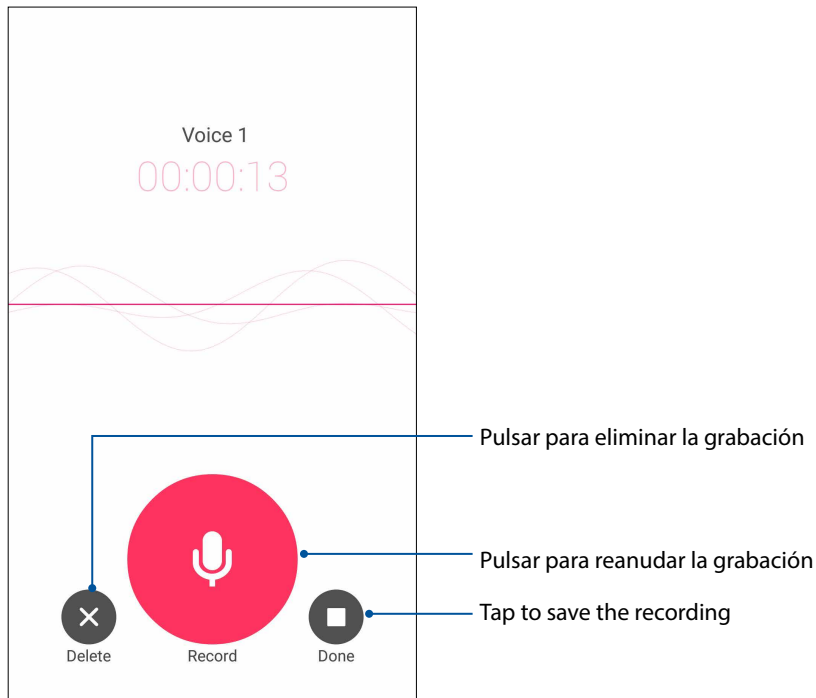 Voice 1
00:00:13
Pulsar para eliminar la grabación
Pulsar para reanudar la grabación
Tap to save the recording
Delete
Record
Done